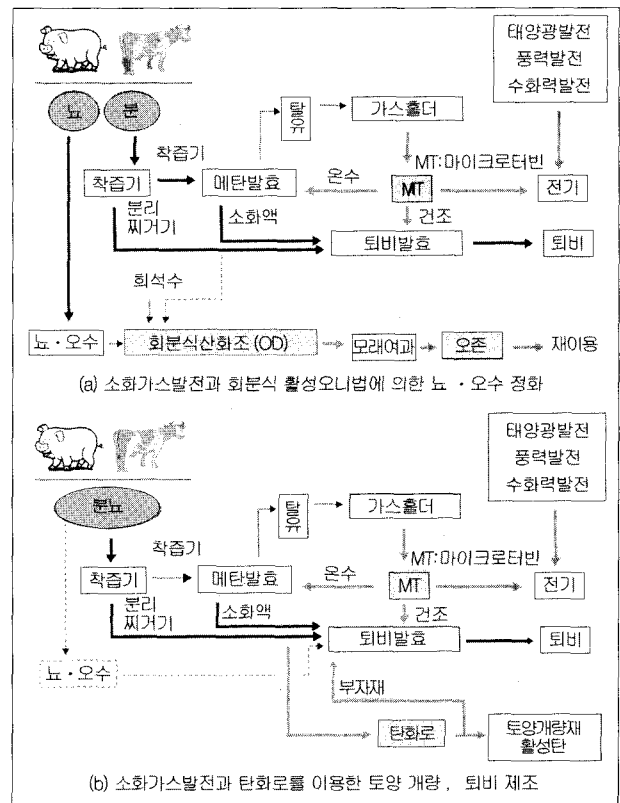 태양광발전
풍력발전
수화력발전
뇨 분
탈유
가스홀더
착즙기
착즙기
메탄발효
온수
MT:마이크로터빈
MT
전기
분리
찌거기
소화액
건조
퇴비발효
퇴비
희석수
뇨・오수
회분식산화조(OD)
모래여과
오존
재이용
(a) 소화가스발전과 회분식 활성오니법에 의한 뇨 ・오수 정화
태양광발전
풍력발전
수화력발전
분뇨
탈유
가스홀더
착즙기
착즙기
메탄발효
온수
MT:마이크로터빈
MT
전기
분리
찌거기
소화액
건조
퇴비발효
퇴비
뇨・오수
부자재
탄화로
토양개량재
활성탄
(b) 소화가스발전과 탄화로를 이용한 토양 개량 , 퇴비 제조